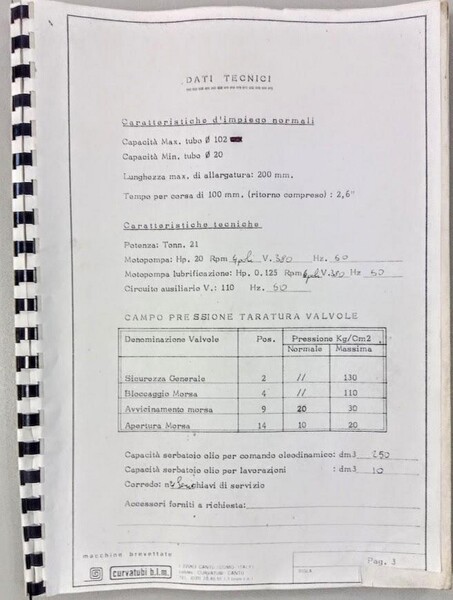 DATI TECNICI
Caratteristiche d'impiego normali
Capacità Max. tubo Ø 102
Capacità Min. tubo Ø 20
Lunghezza max. di allargatura: 200 mm.
Tempo per corsa di 100 mm. (ritorno compreso) : 2,6"
Caratteristiche tecniche
Potenza: Tonn. 21
Motopompa: Hp. 20 Rpm 4poli V. 380 Hz. 50
Motopompa lubrificazione: Hp. 0.125 Rpm 4poli V. 380 Hz 50
Circuito ausiliario V.: 110 Hz. 50
CAMPO PRESSIONE TARATURA VALVOLE
Denominazione Valvole Pos. Pressione Kg/Cm2
Normale Massima
Sicurezza Generale 2 // 130
Bloccaggio Morsa 4 // 110
Avvicinamento morsa 9 20 30
Apertura Morsa 14 10 20
Capacità serbatoio olio per comando oleodinamico: dm3 250
Capacità serbatoio olio per lavorazioni : dm3 10
Corredo: chiavi di servizio
Accessori forniti a richiesta:
macchine brevettate
curvatubi b.l.m.
Pag. 3